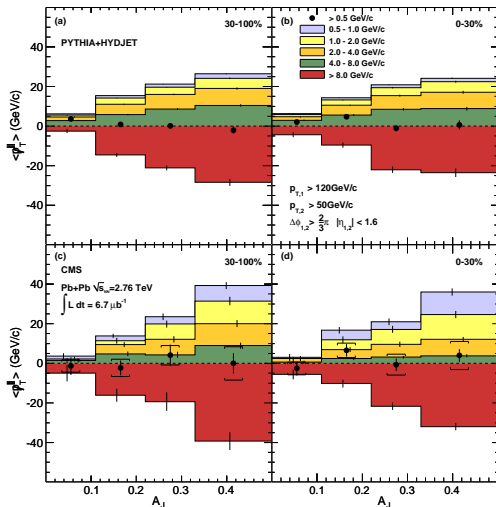 (a) 30-100%
PYTHIA+HYDJET
(b) 0-30%
> 0.5 GeV/c
0.5 - 1.0 GeV/c
1.0 - 2.0 GeV/c
2.0 - 4.0 GeV/c
4.0 - 8.0 GeV/c
> 8.0 GeV/c
40
20
0
-20
-40
<p̸_T^∥> (GeV/c)
p_T,1 > 120GeV/c
p_T,2 > 50GeV/c
Δϕ_1,2 > 2/3 π |η_1,2| < 1.6
(c) 30-100%
CMS
Pb+Pb √s_NN=2.76 TeV
∫ L dt = 6.7 μb⁻¹
(d) 0-30%
40
20
0
-20
-40
<p̸_T^∥> (GeV/c)
0.1 0.2 0.3 0.4
A_J
0.1 0.2 0.3 0.4
A_J